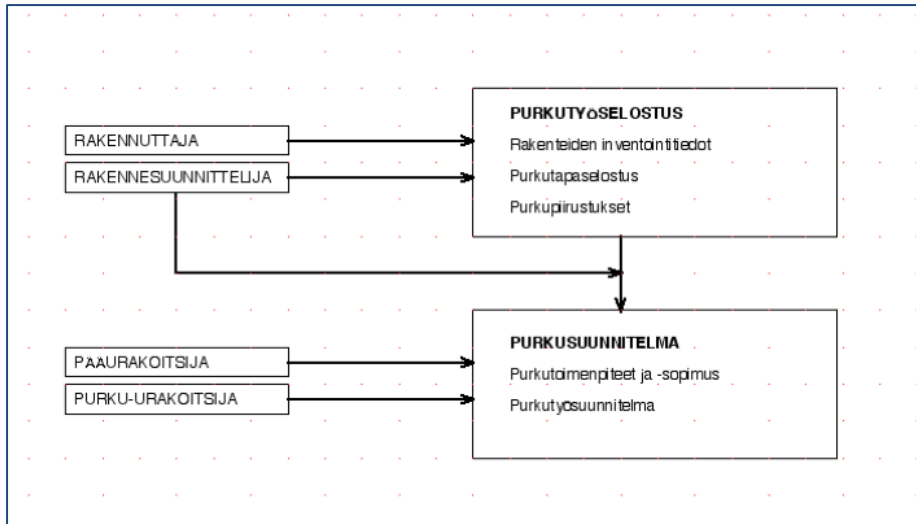 RAKENNUTTAJA
RAKENNESUUNNITTELIJA
PURKUTYÖSELOSTUS
Rakenteiden inventointitiedot
Purkutapaselostus
Purkupiirustukset
PÄÄURAKOITSIJA
PURKU-URAKOITSIJA
PURKUSUUNNITELMA
Purkutoimenpiteet ja -sopimus
Purkutyösuunnitelma